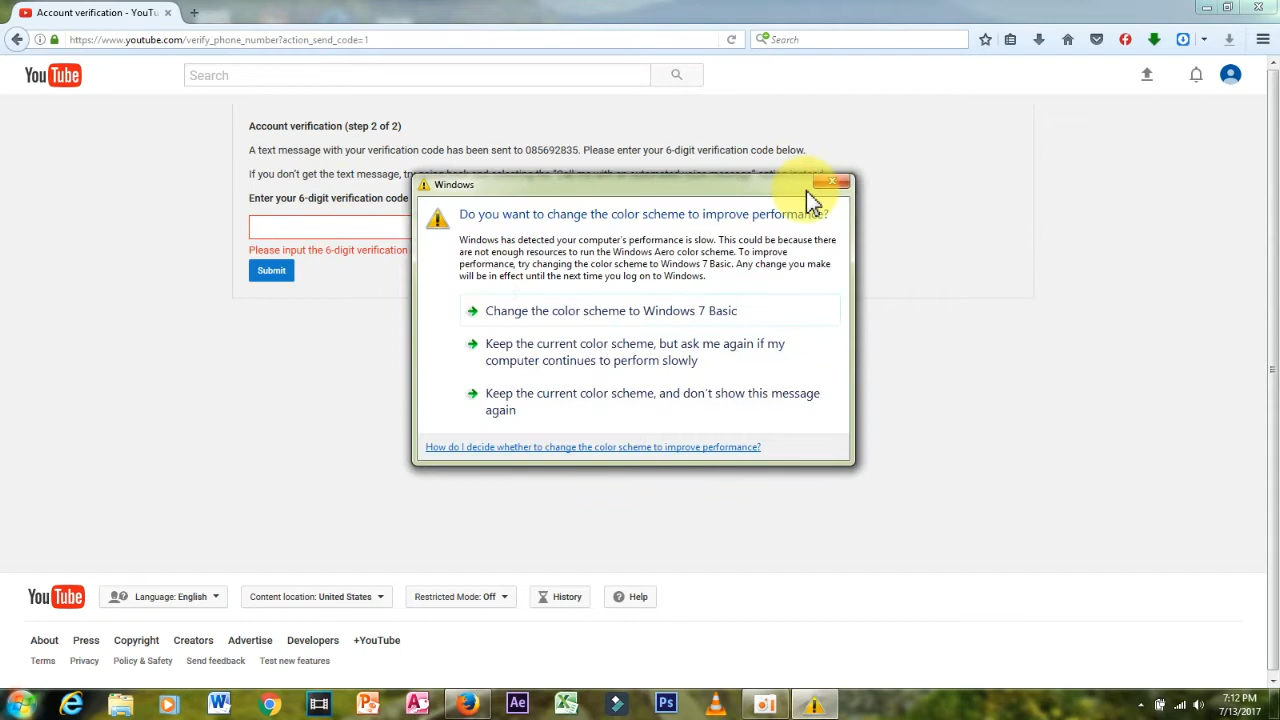 Account verification - YouTu
https://www.youtube.com/verify_phone_number?action_send_code=1
Search
YouTube
Search
Account verification (step 2 of 2)
A text message with your verification code has been sent to 085692835. Please enter your 6-digit verification code below.
If you don't get the text message, try
Enter your 6-digit verification code
Please input the 6-digit verification
Submit
Windows
Do you want to change the color scheme to improve performance?
Windows has detected your computer's performance is slow. This could be because there
are not enough resources to run the Windows Aero color scheme. To improve
performance, try changing the color scheme to Windows 7 Basic. Any change you make
will be in effect until the next time you log on to Windows.
Change the color scheme to Windows 7 Basic
Keep the current color scheme, but ask me again if my
computer continues to perform slowly
Keep the current color scheme, and don't show this message
again
How do I decide whether to change the color scheme to improve performance?
YouTube
Language: English
Content location: United States
Restricted Mode: Off
History
Help
About Press Copyright Creators Advertise Developers +YouTube
Terms Privacy Policy & Safety Send feedback Test new features
Ae
Ps
7:12 PM
7/13/2017